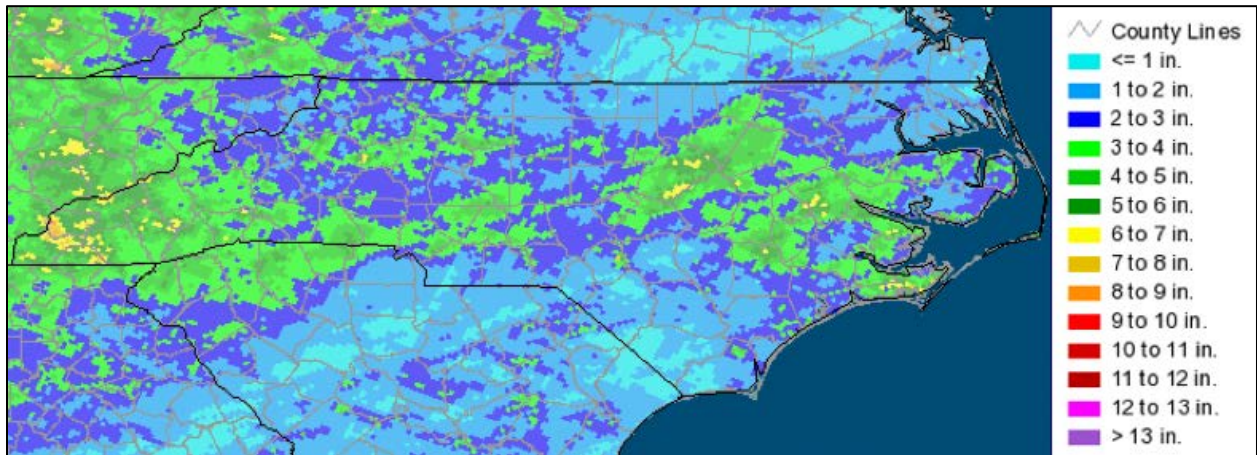 County Lines
<= 1 in.
1 to 2 in.
2 to 3 in.
3 to 4 in.
4 to 5 in.
5 to 6 in.
6 to 7 in.
7 to 8 in.
8 to 9 in.
9 to 10 in.
10 to 11 in.
11 to 12 in.
12 to 13 in.
> 13 in.